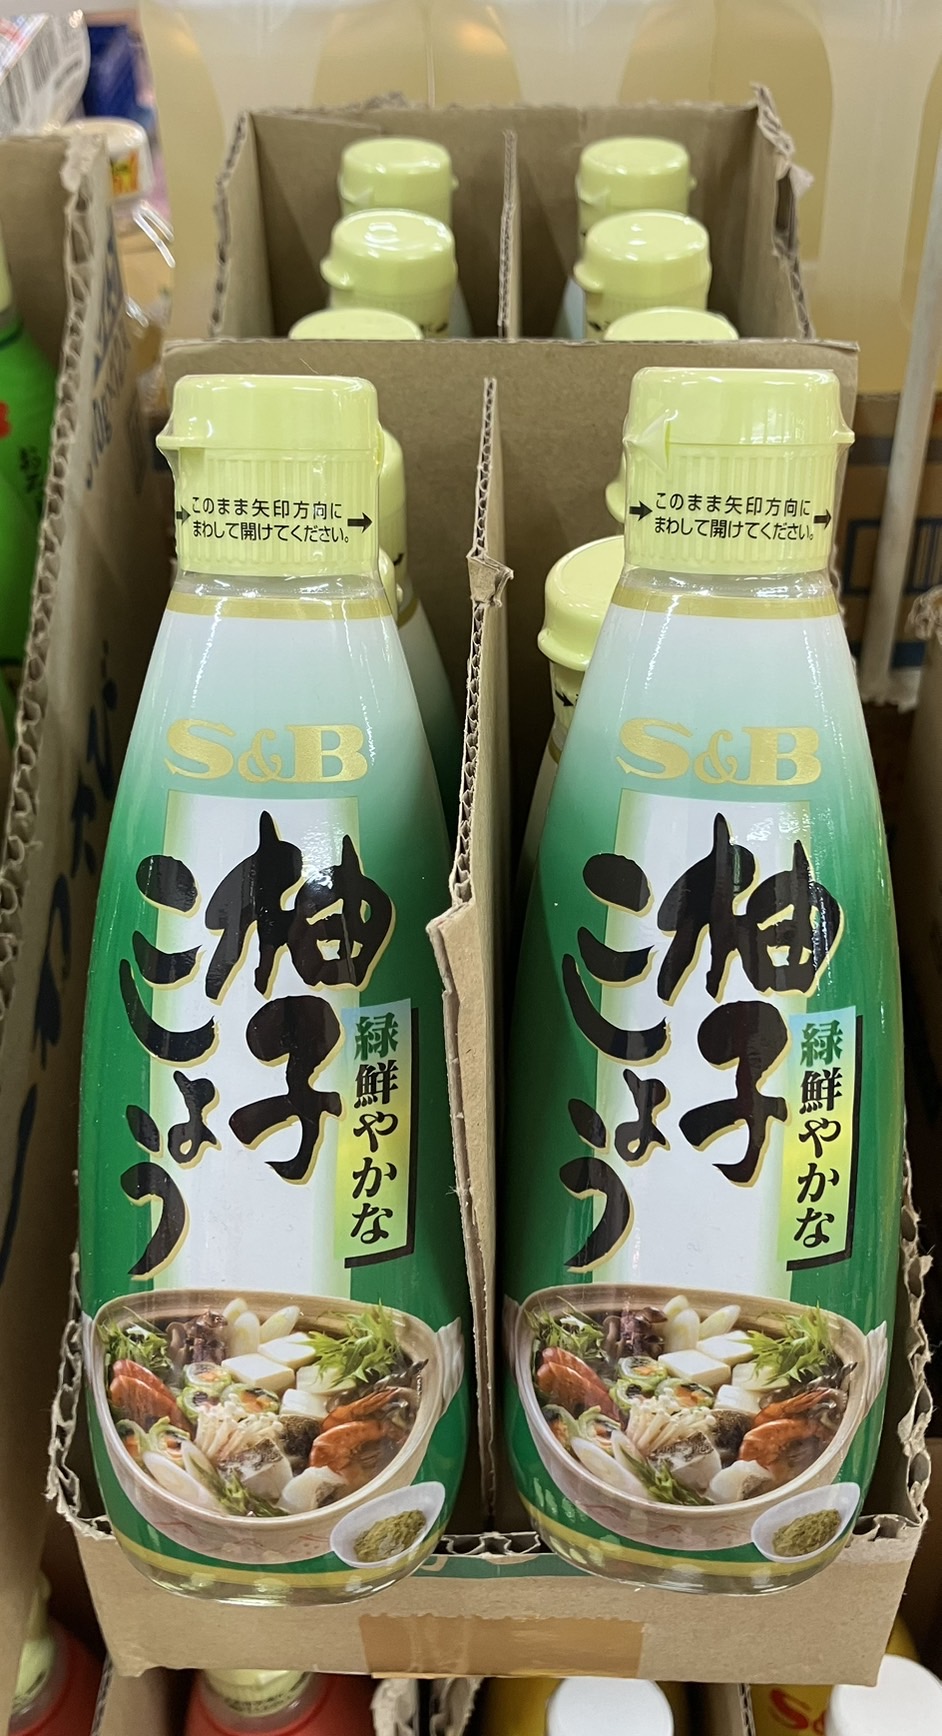 このまま矢印方向に
まわして開けてください。
S&B
柚子
こしょう
緑鮮やかな
このまま矢印方向に
まわして開けてください。
S&B
柚子
こしょう
緑鮮やかな